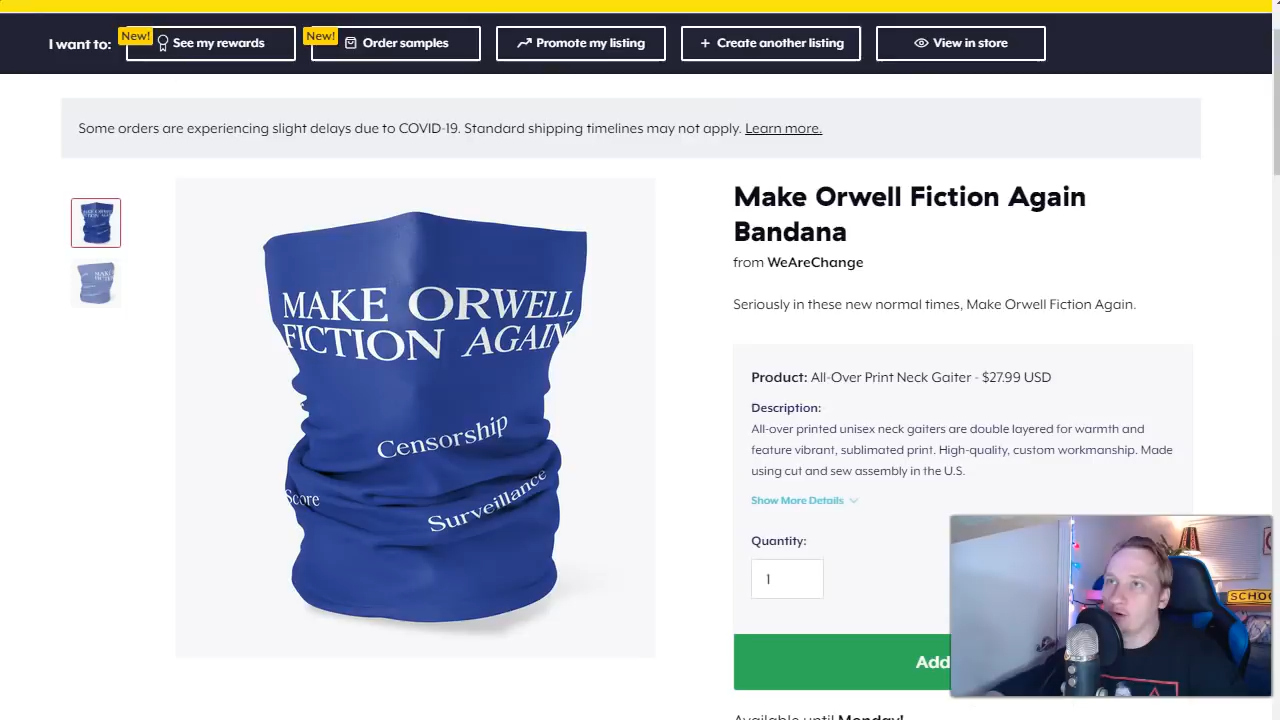 I want to:
New!
See my rewards
New!
Order samples
Promote my listing
+ Create another listing
View in store
Some orders are experiencing slight delays due to COVID-19. Standard shipping timelines may not apply. Learn more.
MAKE ORWELL
FICTION AGAIN
Censorship
Score
Surveillance
Make Orwell Fiction Again
Bandana
from WeAreChange
Seriously in these new normal times, Make Orwell Fiction Again.
Product: All-Over Print Neck Gaiter - $27.99 USD
Description:
All-over printed unisex neck gaiters are double layered for warmth and
feature vibrant, sublimated print. High-quality, custom workmanship. Made
using cut and sew assembly in the U.S.
Show More Details
Quantity:
1
Add
Available until Monday!
SCHOO